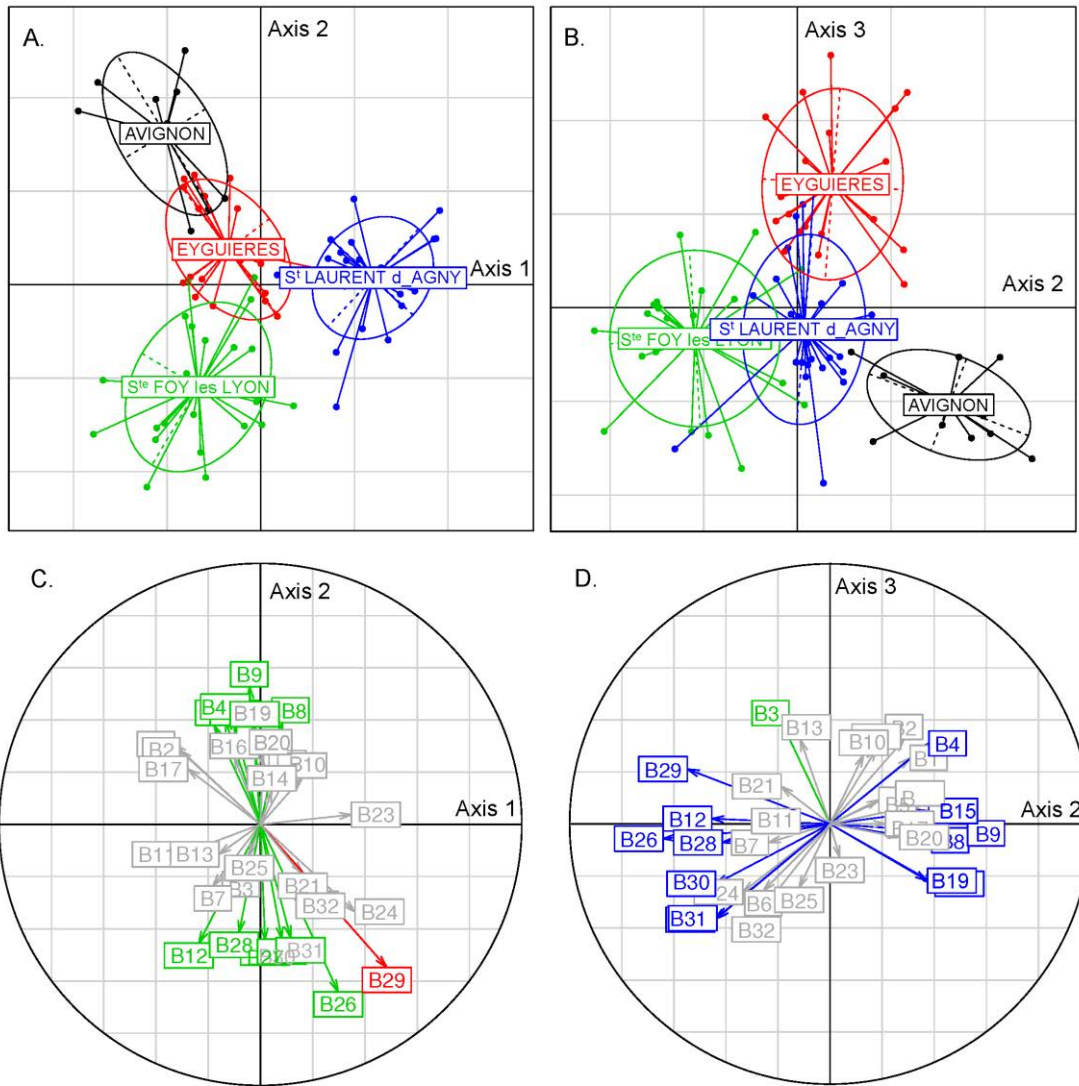 A.
Axis 2
AVIGNON
EYGUIERES
Axis 1
Sᵗ LAURENT d_AGNY
Sᵗᵉ FOY les LYON
B.
Axis 3
EYGUIERES
Axis 2
Sᵗ LAURENT d_AGNY
Sᵗᵉ FOY les LYON
AVIGNON
C.
Axis 2
B9
B4
B19
B8
B16
B20
B2
B10
B17
B14
Axis 1
B23
B11
B13
B25
B3
B21
B7
B32
B24
B28
B12
B31
B29
B26
D.
Axis 3
B3
B13
B2
B10
B4
B1
B29
B21
Axis 2
B15
B12
B11
B9
B26
B28
B7
B20
B8
B23
B30
B19
B24
B6
B25
B31
B32